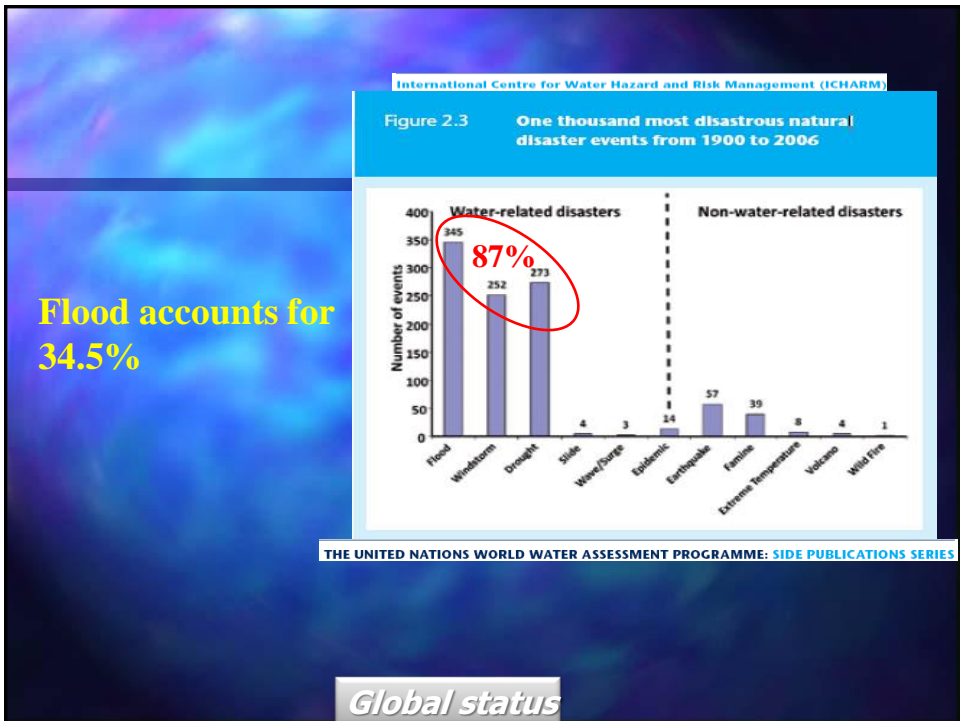 International Centre for Water Hazard and Risk Management (ICHARM)
Figure 2.3 One thousand most disastrous natural
disaster events from 1900 to 2006
Water-related disasters Non-water-related disasters
Number of events
400
350
300
250
200
150
100
50
0
345
252
273
4
3
14
57
39
8
4
1
87%
Flood
Windstorm
Drought
Slide
Wave/Surge
Epidemic
Earthquake
Famine
Extreme Temperature
Volcano
Wild Fire
Flood accounts for
34.5%
THE UNITED NATIONS WORLD WATER ASSESSMENT PROGRAMME: SIDE PUBLICATIONS SERIES
Global status